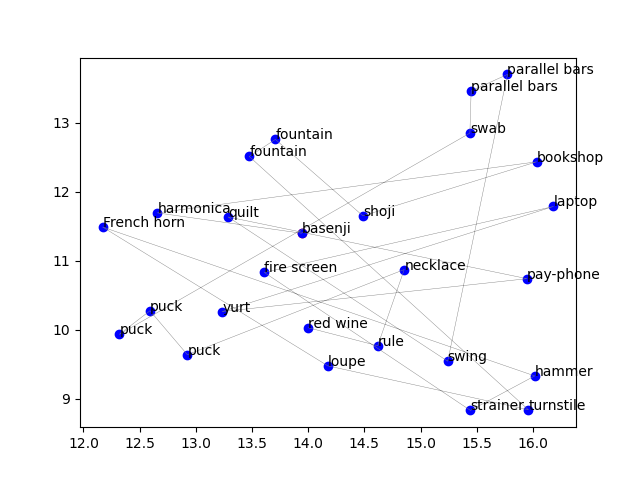 parallel bars
parallel bars
13
swab
fountain
fountain
bookshop
12
laptop
harmonica
shoji
quilt
French horn
basenji
11
fire screen
necklace
pay-phone
puck
yurt
10
puck
red wine
rule
puck
swing
loupe
hammer
9
strainer
turnstile
12.0 12.5 13.0 13.5 14.0 14.5 15.0 15.5 16.0